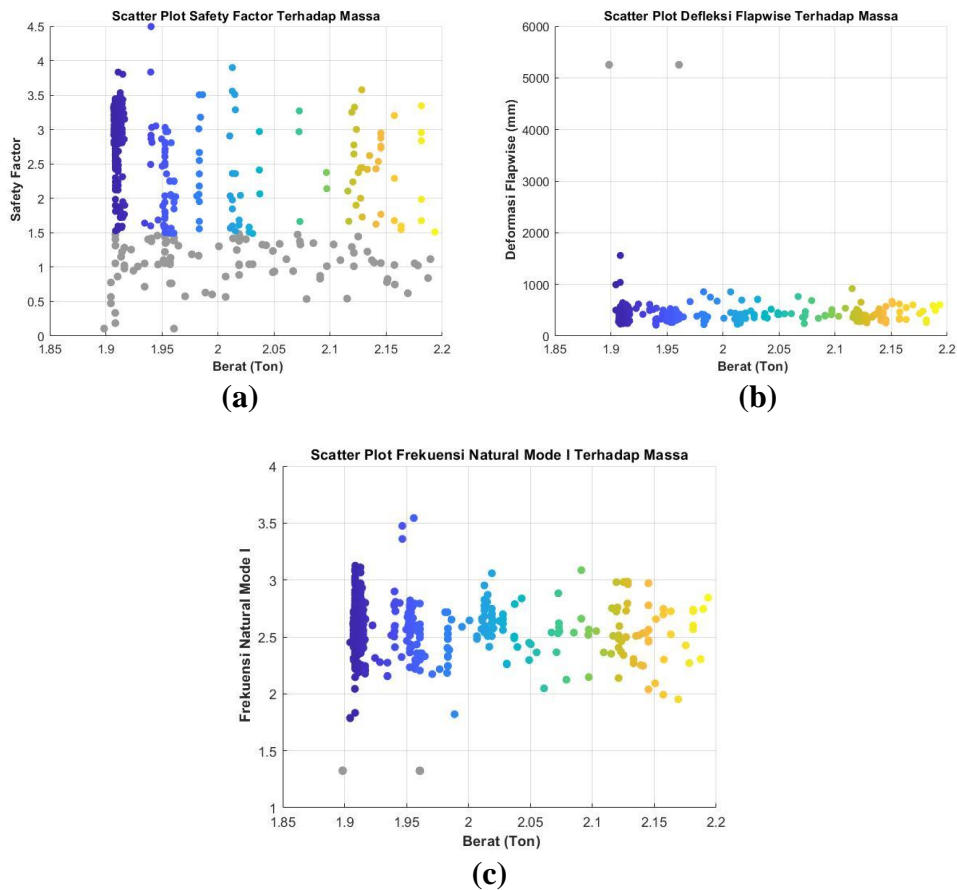 Scatter Plot Safety Factor Terhadap Massa
4.5
4
3.5
3
2.5
2
1.5
1
0.5
0
Safety Factor
1.85 1.9 1.95 2 2.05 2.1 2.15 2.2
Berat (Ton)
(a)
Scatter Plot Defleksi Flapwise Terhadap Massa
6000
5000
4000
3000
2000
1000
0
Deformasi Flapwise (mm)
1.85 1.9 1.95 2 2.05 2.1 2.15 2.2
Berat (Ton)
(b)
Scatter Plot Frekuensi Natural Mode I Terhadap Massa
4
3.5
3
2.5
2
1.5
1
Frekuensi Natural Mode I
1.85 1.9 1.95 2 2.05 2.1 2.15 2.2
Berat (Ton)
(c)